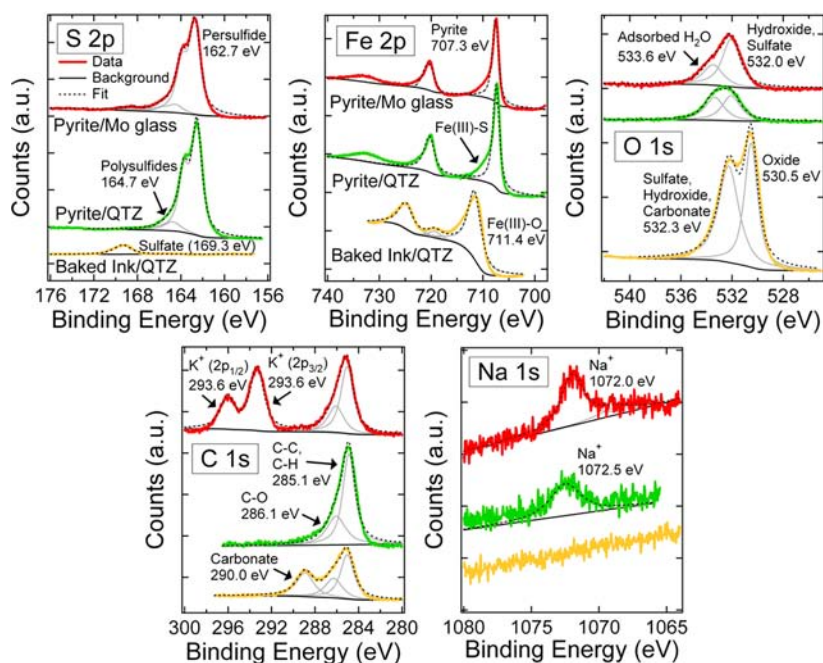 S 2p
Data
Background
Fit
Persulfide
162.7 eV
Pyrite/Mo glass
Polysulfides
164.7 eV
Pyrite/QTZ
Sulfate (169.3 eV)
Baked Ink/QTZ
Counts (a.u.)
176 172 168 164 160 156
Binding Energy (eV)
Fe 2p
Pyrite
707.3 eV
Pyrite/Mo glass
Fe(III)-S
Pyrite/QTZ
Fe(III)-O
711.4 eV
Baked Ink/QTZ
Counts (a.u.)
740 730 720 710 700
Binding Energy (eV)
Adsorbed H2O
533.6 eV
Hydroxide,
Sulfate
532.0 eV
O 1s
Oxide
530.5 eV
Sulfate,
Hydroxide,
Carbonate
532.3 eV
Counts (a.u.)
540 535 530 525
Binding Energy (eV)
K+ (2p1/2)
293.6 eV
K+ (2p3/2)
293.6 eV
C 1s
C-C,
C-H
285.1 eV
C-O
286.1 eV
Carbonate
290.0 eV
Counts (a.u.)
300 296 292 288 284 280
Binding Energy (eV)
Na 1s
Na+
1072.0 eV
Na+
1072.5 eV
Counts (a.u.)
1080 1075 1070 1065
Binding Energy (eV)